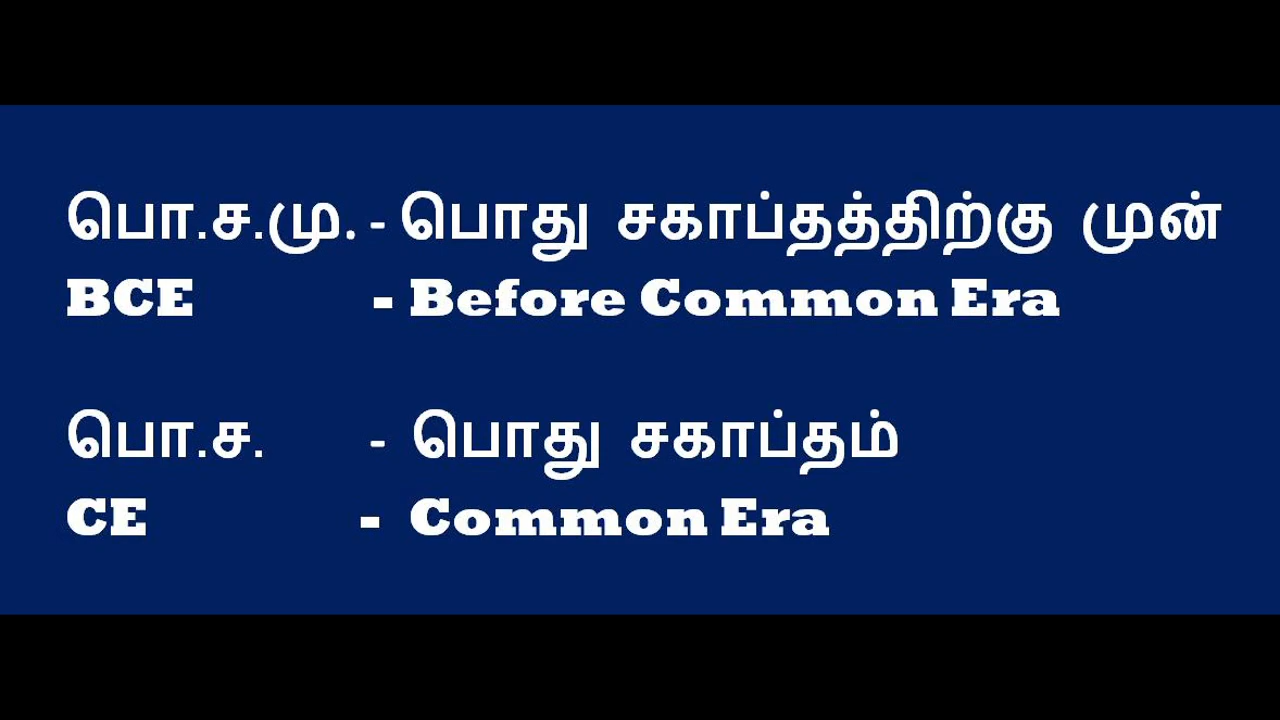 பொ.ச.மு. - பொது சகாப்தத்திற்கு முன்
BCE - Before Common Era
பொ.ச. - பொது சகாப்தம்
CE - Common Era